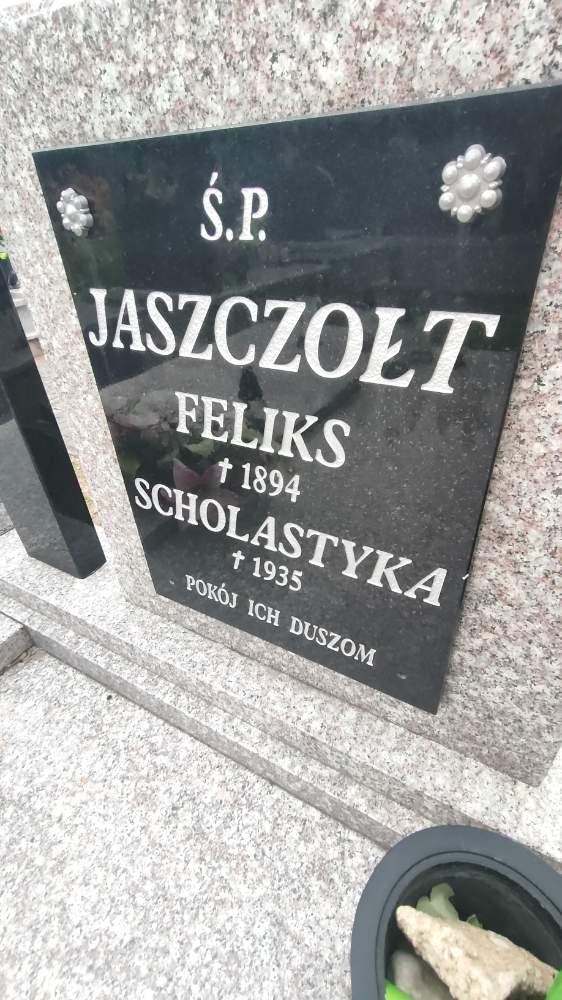 Ś.P.
JASZCZOŁT
FELIKS
✝ 1894
SCHOLASTYKA
✝ 1935
POKÓJ ICH DUSZOM